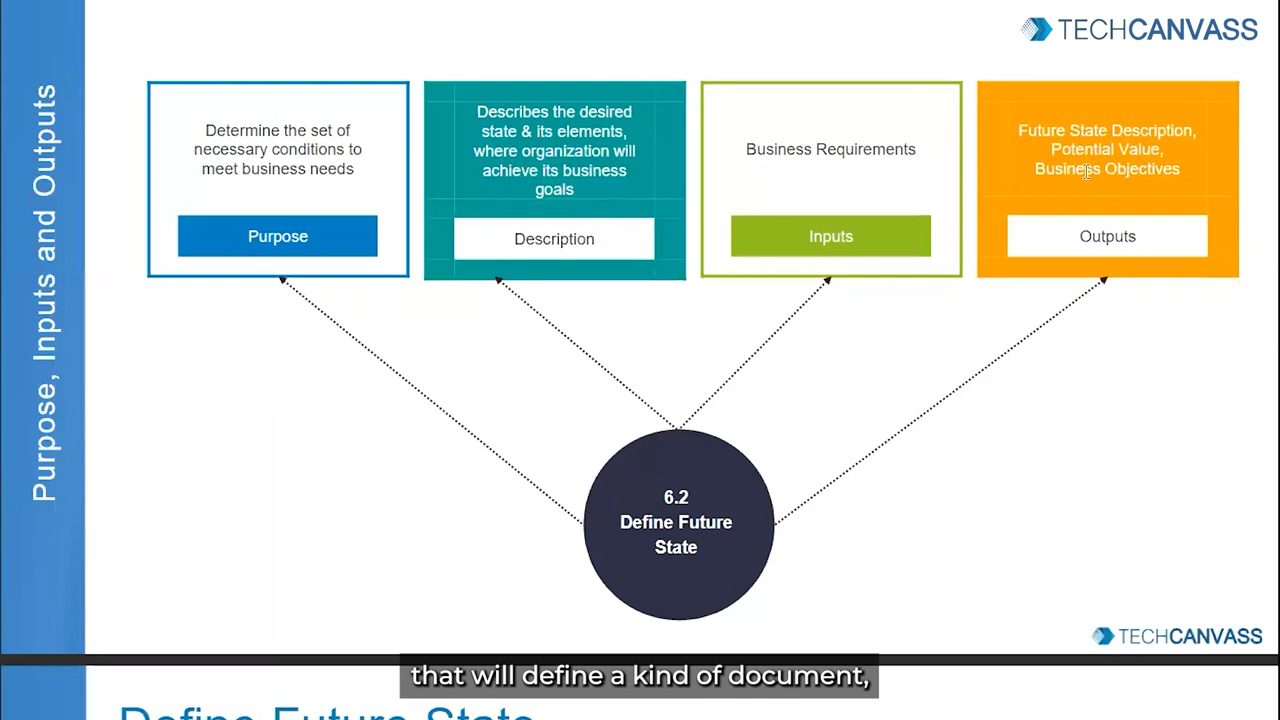 TECHCANVASS
Purpose, Inputs and Outputs
Determine the set of
necessary conditions to
meet business needs
Purpose
Describes the desired
state & its elements,
where organization will
achieve its business
goals
Description
Business Requirements
Inputs
Future State Description,
Potential Value,
Business Objectives
Outputs
6.2
Define Future
State
TECHCANVASS
that will define a kind of document,
Define Future State